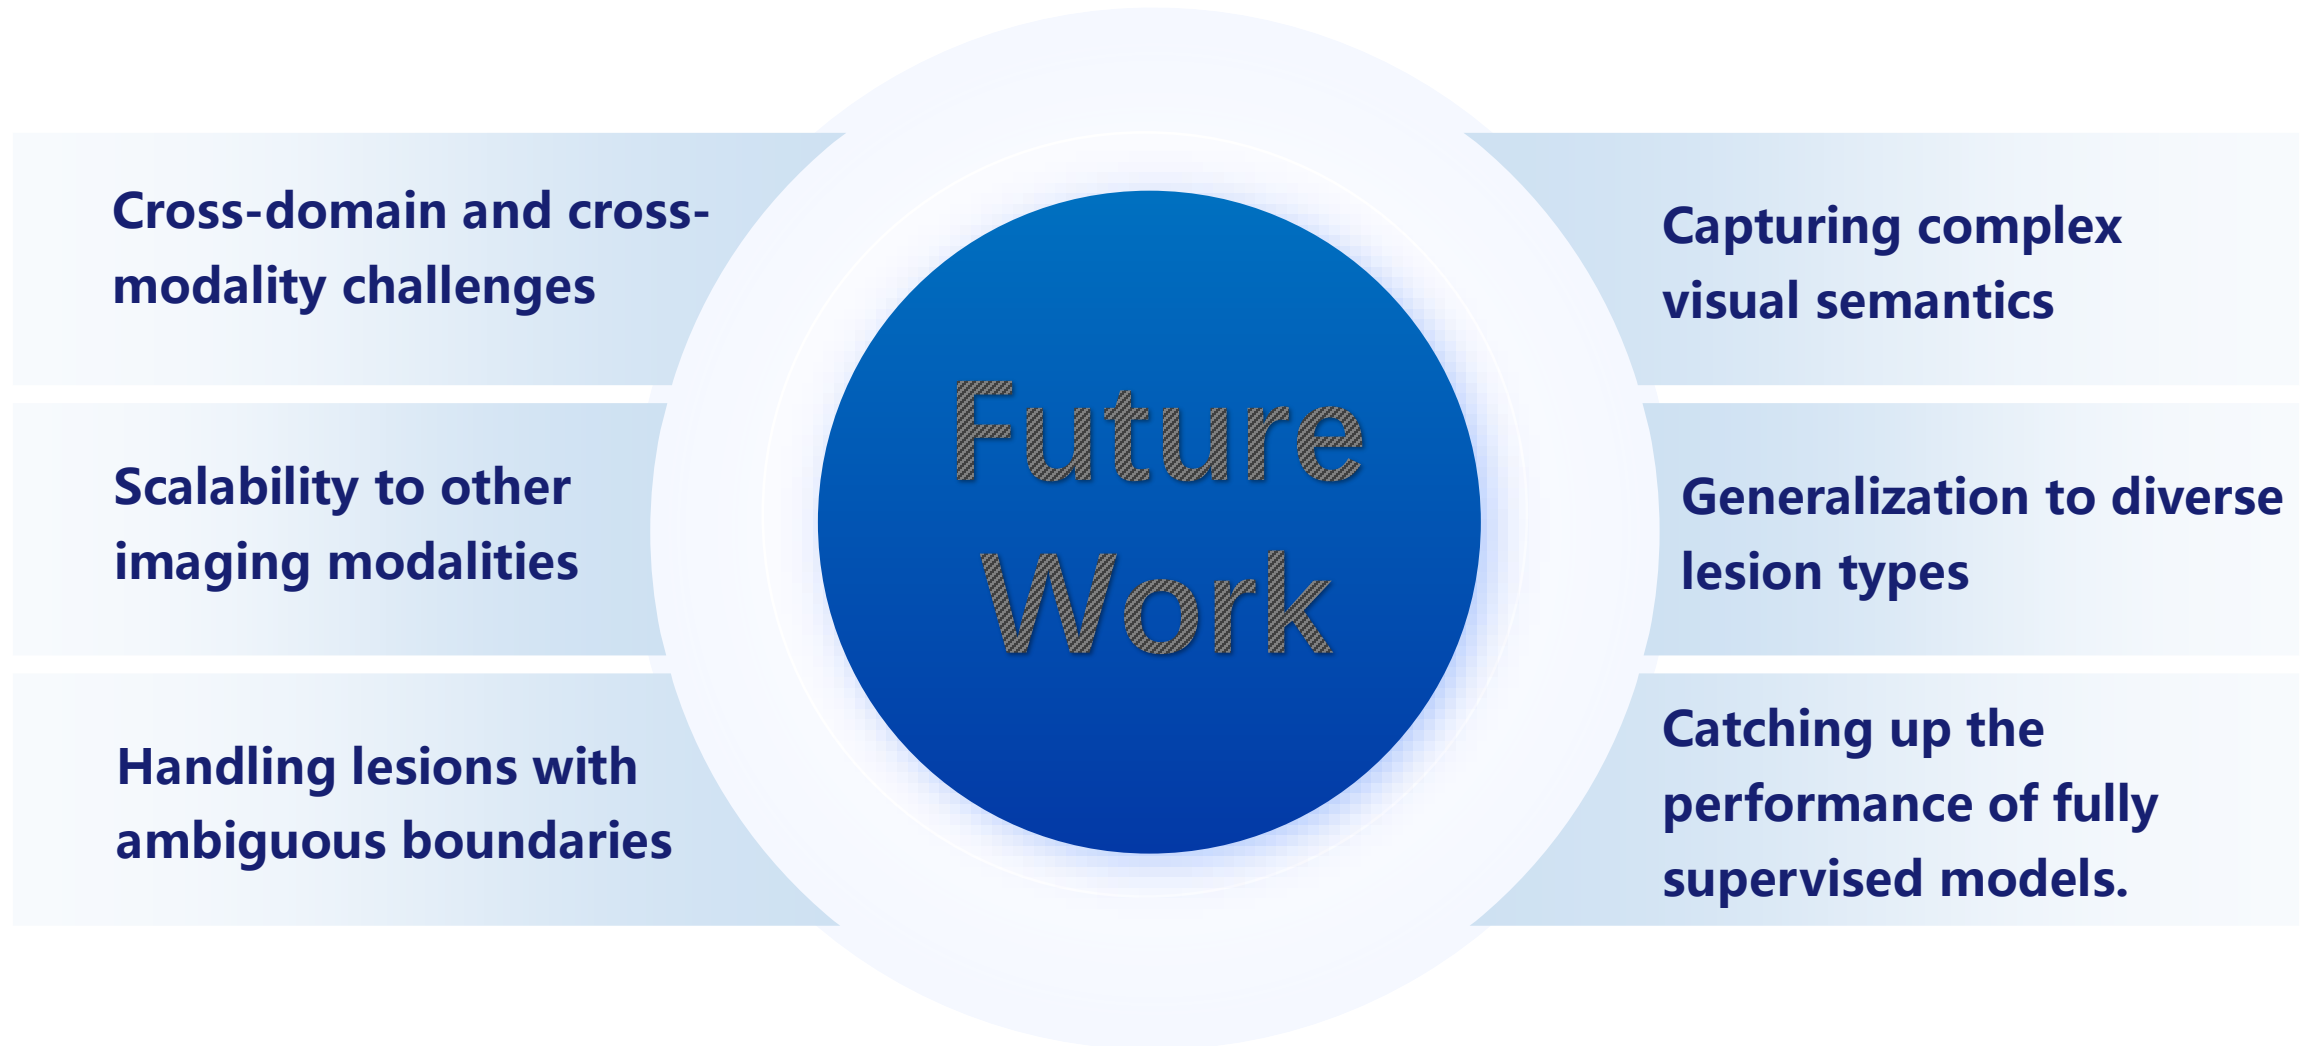 Cross-domain and cross-
modality challenges
Scalability to other
imaging modalities
Handling lesions with
ambiguous boundaries
Future
Work
Capturing complex
visual semantics
Generalization to diverse
lesion types
Catching up the
performance of fully
supervised models.